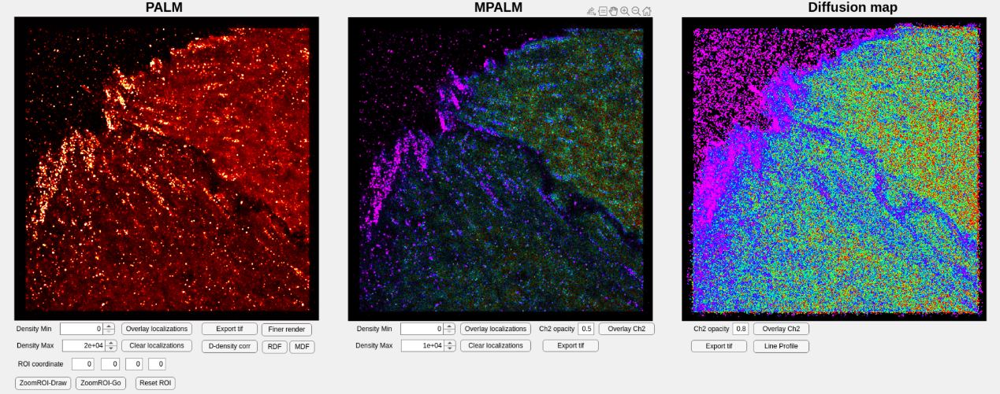 PALM MPALM Diffusion map
Density Min 0 Overlay localizations Export tif Finer render Density Min 0 Overlay localizations Ch2 opacity 0.5 Overlay Ch2 Ch2 opacity 0.8 Overlay Ch2
Density Max 2e+04 Clear localizations D-density corr RDF MDF Density Max 1e+04 Clear localizations Export tif Export tif Line Profile
ROI coordinate 0 0 0 0
ZoomROI-Draw ZoomROI-Go Reset ROI